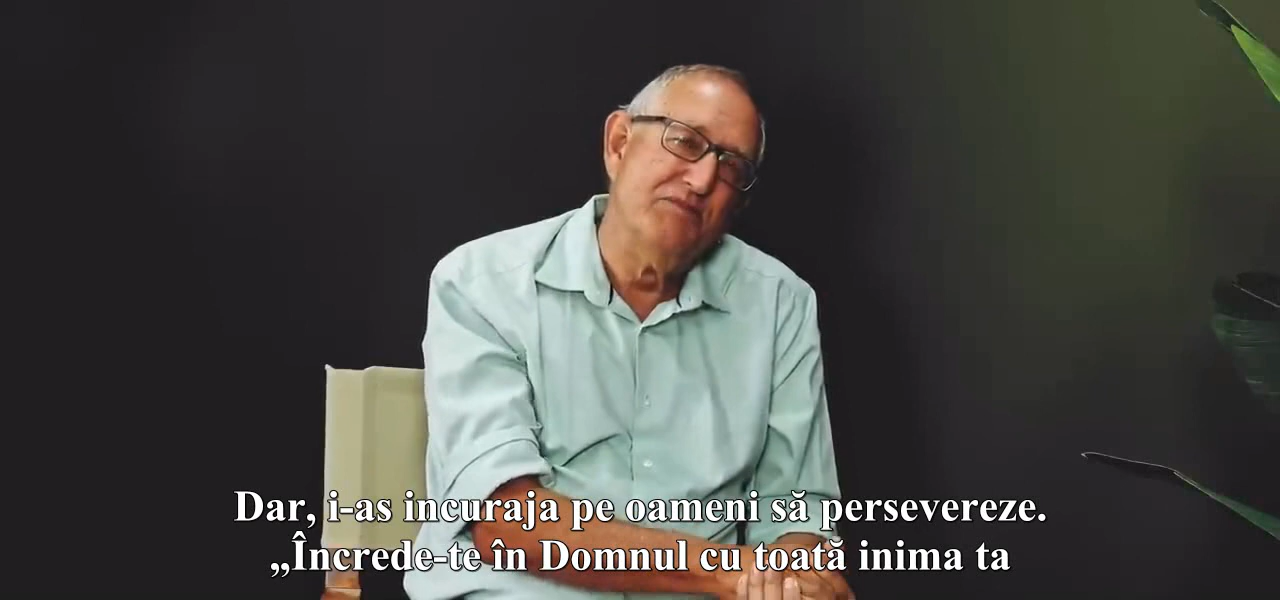 Dar, i-as incuraja pe oameni să persevereze.
„Încrede-te în Domnul cu toată inima ta